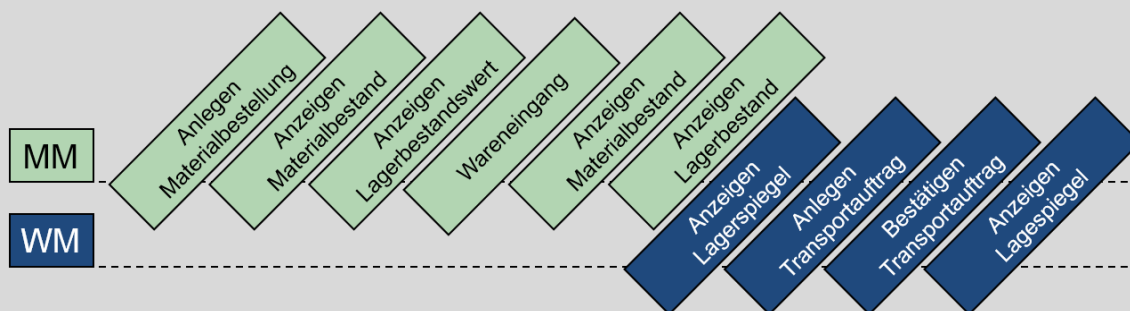 MM
Anlegen
Materialbestellung
Anzeigen
Materialbestand
Anzeigen
Lagerbestandswert
Wareneingang
Anzeigen
Materialbestand
Anzeigen
Lagerbestand
WM
Anzeigen
Lagerspiegel
Anlegen
Transportauftrag
Bestätigen
Transportauftrag
Anzeigen
Lagespiegel